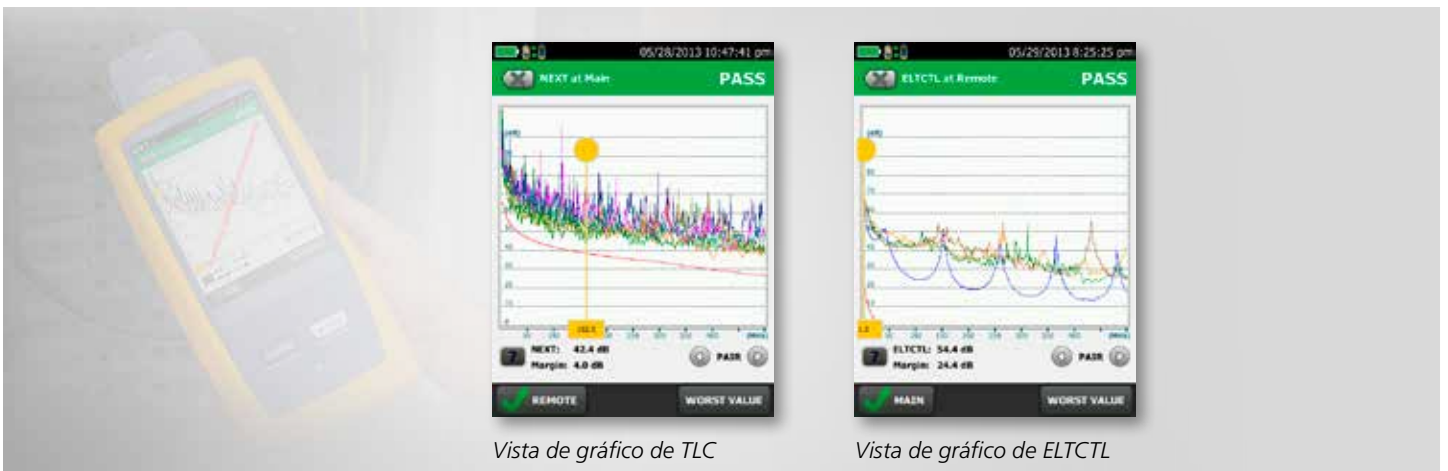 05/28/2013 10:47:41 pm
NEXT at Main
PASS
NEXT: 42.4 dB
Margin: 4.0 dB
PAIR
REMOTE
WORST VALUE
Vista de gráfico de TLC
05/29/2013 8:25:25 pm
ELTCTL at Remote
PASS
ELTCTL: 54.4 dB
Margin: 24.4 dB
PAIR
MAIN
WORST VALUE
Vista de gráfico de ELTCTL